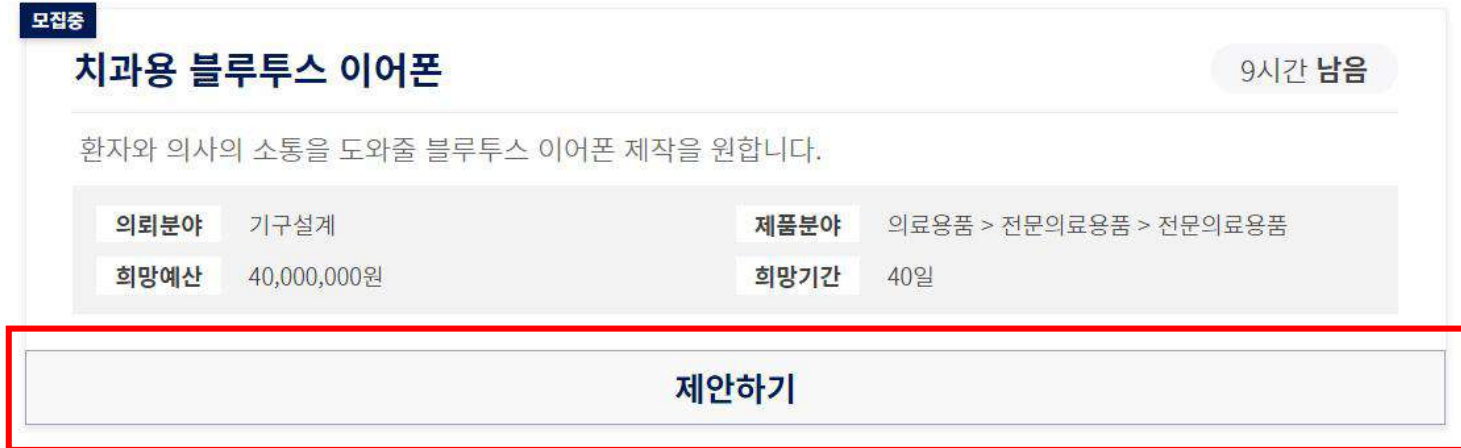 모집중
치과용 블루투스 이어폰 9시간 남음
환자와 의사의 소통을 도와줄 블루투스 이어폰 제작을 원합니다.
의뢰분야 기구설계 제품분야 의료용품 > 전문의료용품 > 전문의료용품
희망예산 40,000,000원 희망기간 40일
제안하기